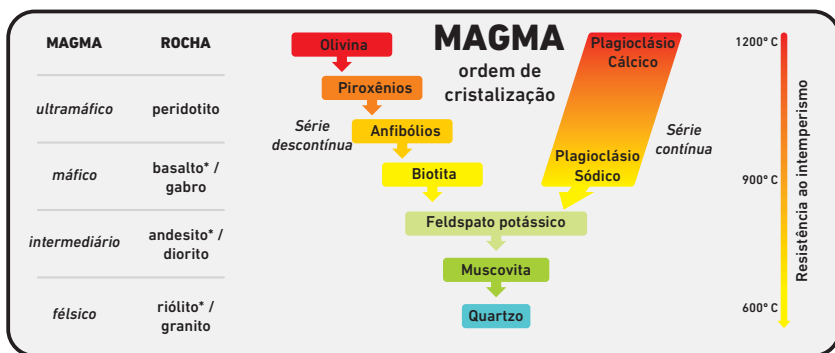 MAGMA
ROCHA
ultramáfico
peridotito
máfico
basalto* /
gabro
intermediário
andesito* /
diorito
félsico
riólito* /
granito
MAGMA
ordem de
cristalização
Olivina
Piroxênios
Anfibólios
Biotita
Série
descontínua
Plagioclásio
Cálcico
Plagioclásio
Sódico
Série
contínua
Feldspato potássico
Muscovita
Quartzo
1200° C
900° C
600° C
Resistência ao intemperismo